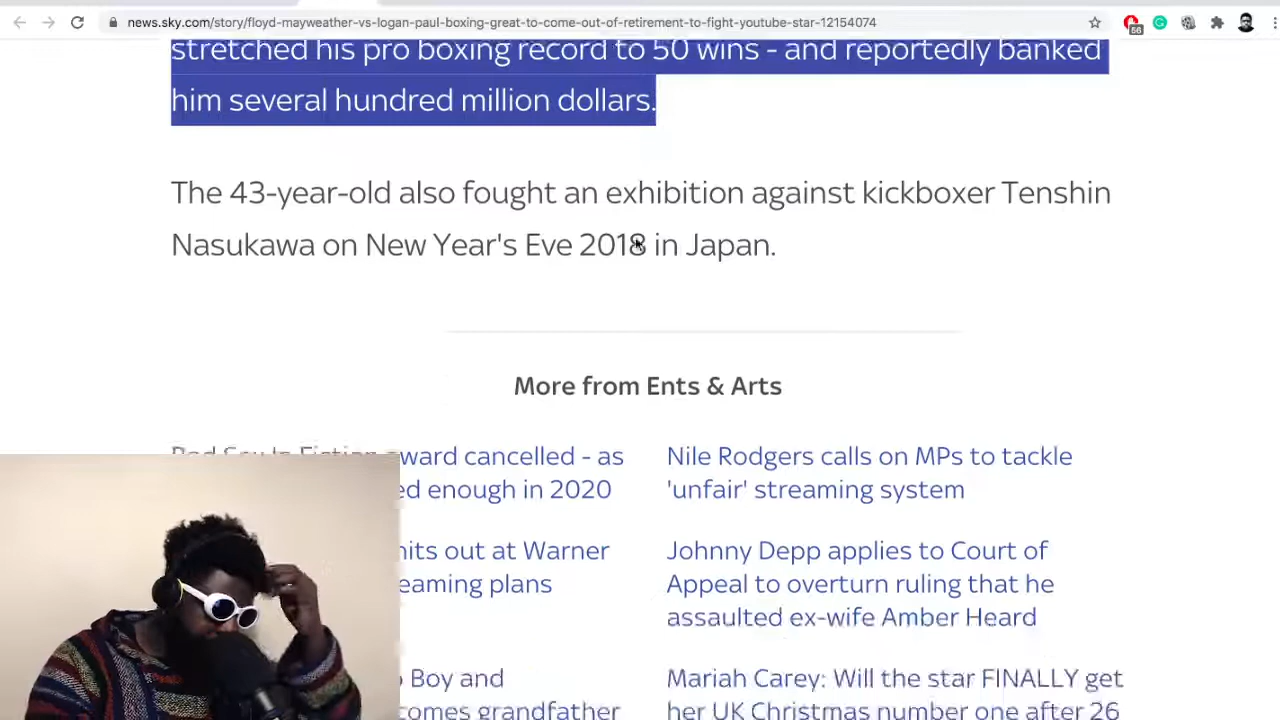 news.sky.com/story/floyd-mayweather-vs-logan-paul-boxing-great-to-come-out-of-retirement-to-fight-youtube-star-12154074
56
stretched his pro boxing record to 50 wins - and reportedly banked
him several hundred million dollars.
The 43-year-old also fought an exhibition against kickboxer Tenshin
Nasukawa on New Year's Eve 2018 in Japan.
More from Ents & Arts
Bad Sex In Fiction award cancelled - as
ed enough in 2020
hits out at Warner
eaming plans
o Boy and
comes grandfather
Nile Rodgers calls on MPs to tackle
'unfair' streaming system
Johnny Depp applies to Court of
Appeal to overturn ruling that he
assaulted ex-wife Amber Heard
Mariah Carey: Will the star FINALLY get
her UK Christmas number one after 26